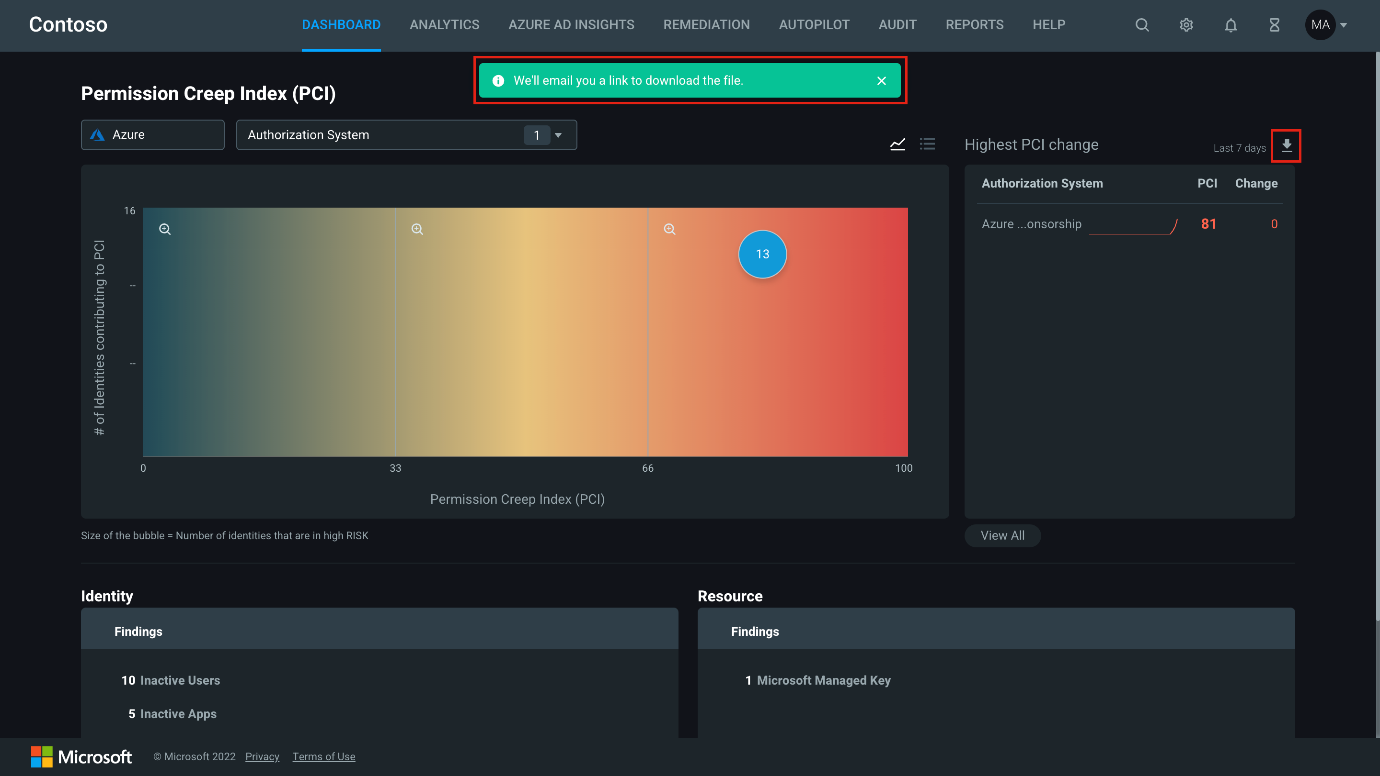 Contoso
DASHBOARD
ANALYTICS
AZURE AD INSIGHTS
REMEDIATION
AUTOPILOT
AUDIT
REPORTS
HELP
MA
We'll email you a link to download the file.
Permission Creep Index (PCI)
Azure
Authorization System
1
Highest PCI change
Last 7 days
16
--
--
# of Identities contributing to PCI
13
0
33
66
100
Permission Creep Index (PCI)
Authorization System PCI Change
Azure ...onsorship 81 0
Size of the bubble = Number of identities that are in high RISK
View All
Identity
Findings
10 Inactive Users
5 Inactive Apps
Resource
Findings
1 Microsoft Managed Key
Microsoft
© Microsoft 2022 Privacy Terms of Use